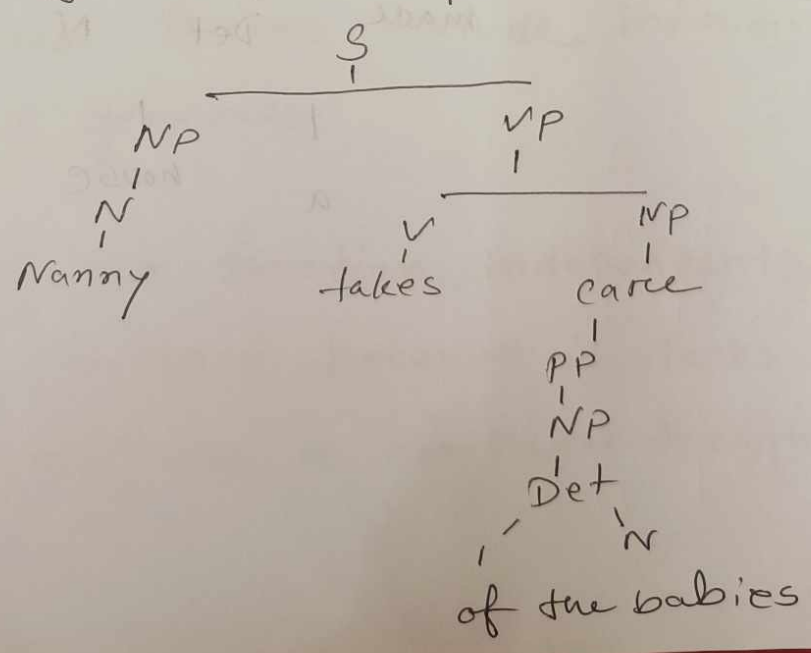 S
NP VP
N V NP
Nanny takes care
PP
NP
Det
N
of the babies